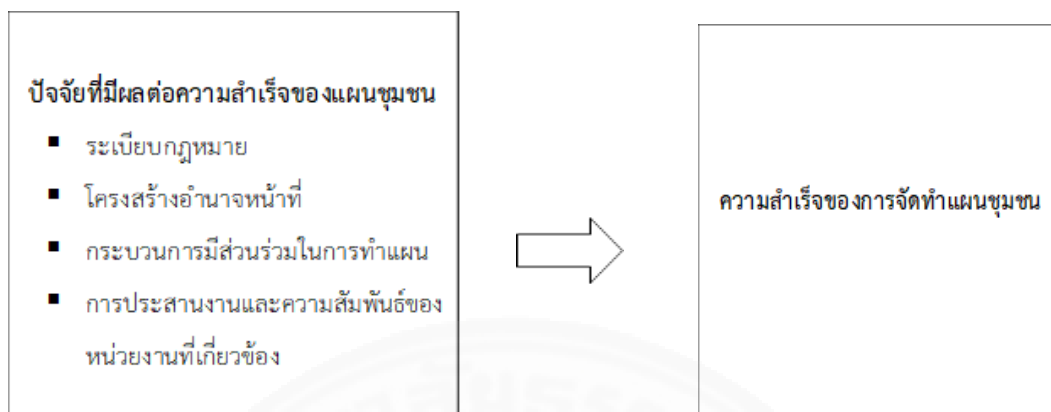 ปัจจัยที่มีผลต่อความสำเร็จของแผนชุมชน
▪ ระเบียบกฎหมาย
▪ โครงสร้างอำนาจหน้าที่
▪ กระบวนการมีส่วนร่วมในการทำแผน
▪ การประสานงานและความสัมพันธ์ของ
หน่วยงานที่เกี่ยวข้อง
ความสำเร็จของการจัดทำแผนชุมชน